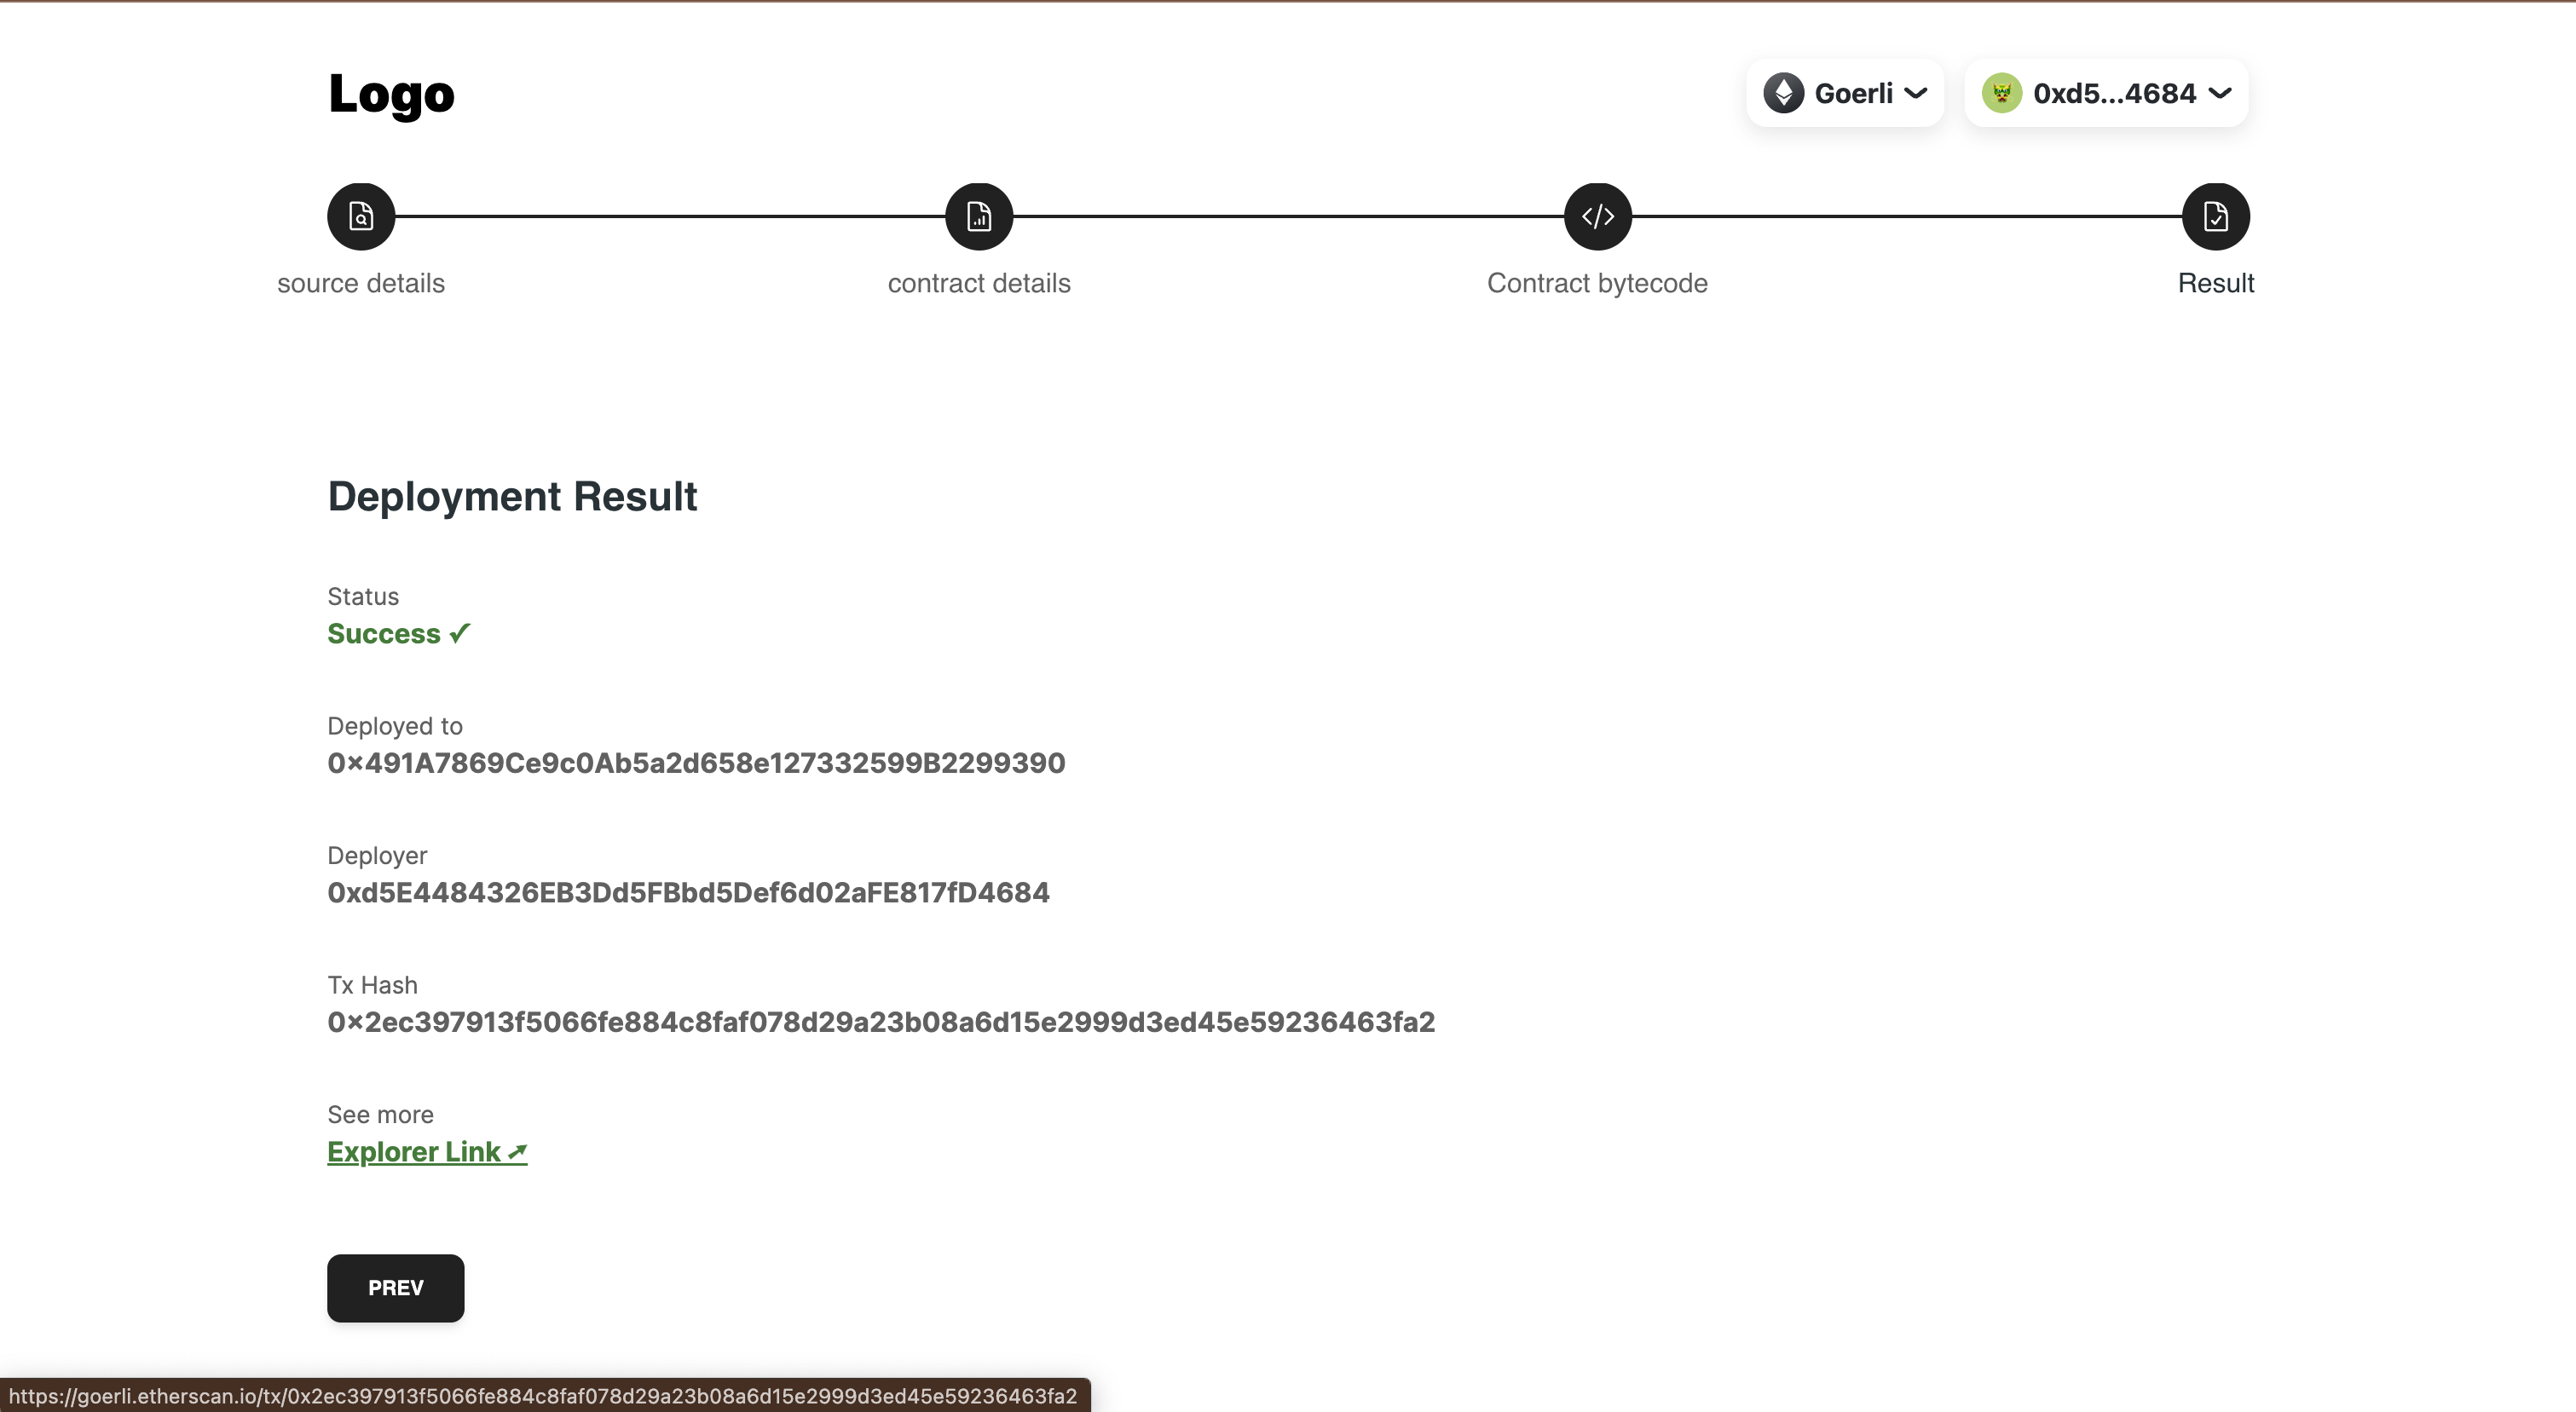 Logo
Goerli
0xd5...4684
source details
contract details
Contract bytecode
Result
Deployment Result
Status
Success ✓
Deployed to
0×491A7869Ce9c0Ab5a2d658e127332599B2299390
Deployer
0xd5E4484326EB3Dd5FBbd5Def6d02aFE817fD4684
Tx Hash
0×2ec397913f5066fe884c8faf078d29a23b08a6d15e2999d3ed45e59236463fa2
See more
Explorer Link ➚
PREV
https://goerli.etherscan.io/tx/0x2ec397913f5066fe884c8faf078d29a23b08a6d15e2999d3ed45e59236463fa2